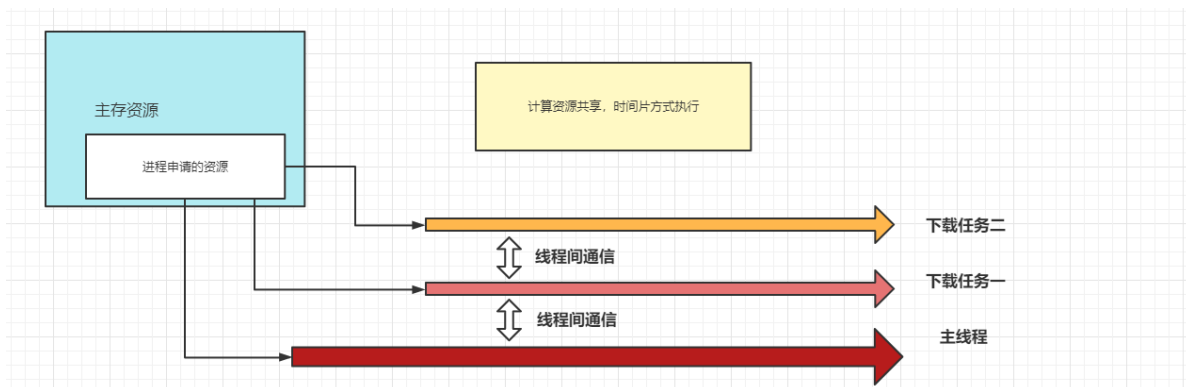 主存资源
进程申请的资源
计算资源共享，时间片方式执行
下载任务二
线程间通信
下载任务一
线程间通信
主线程